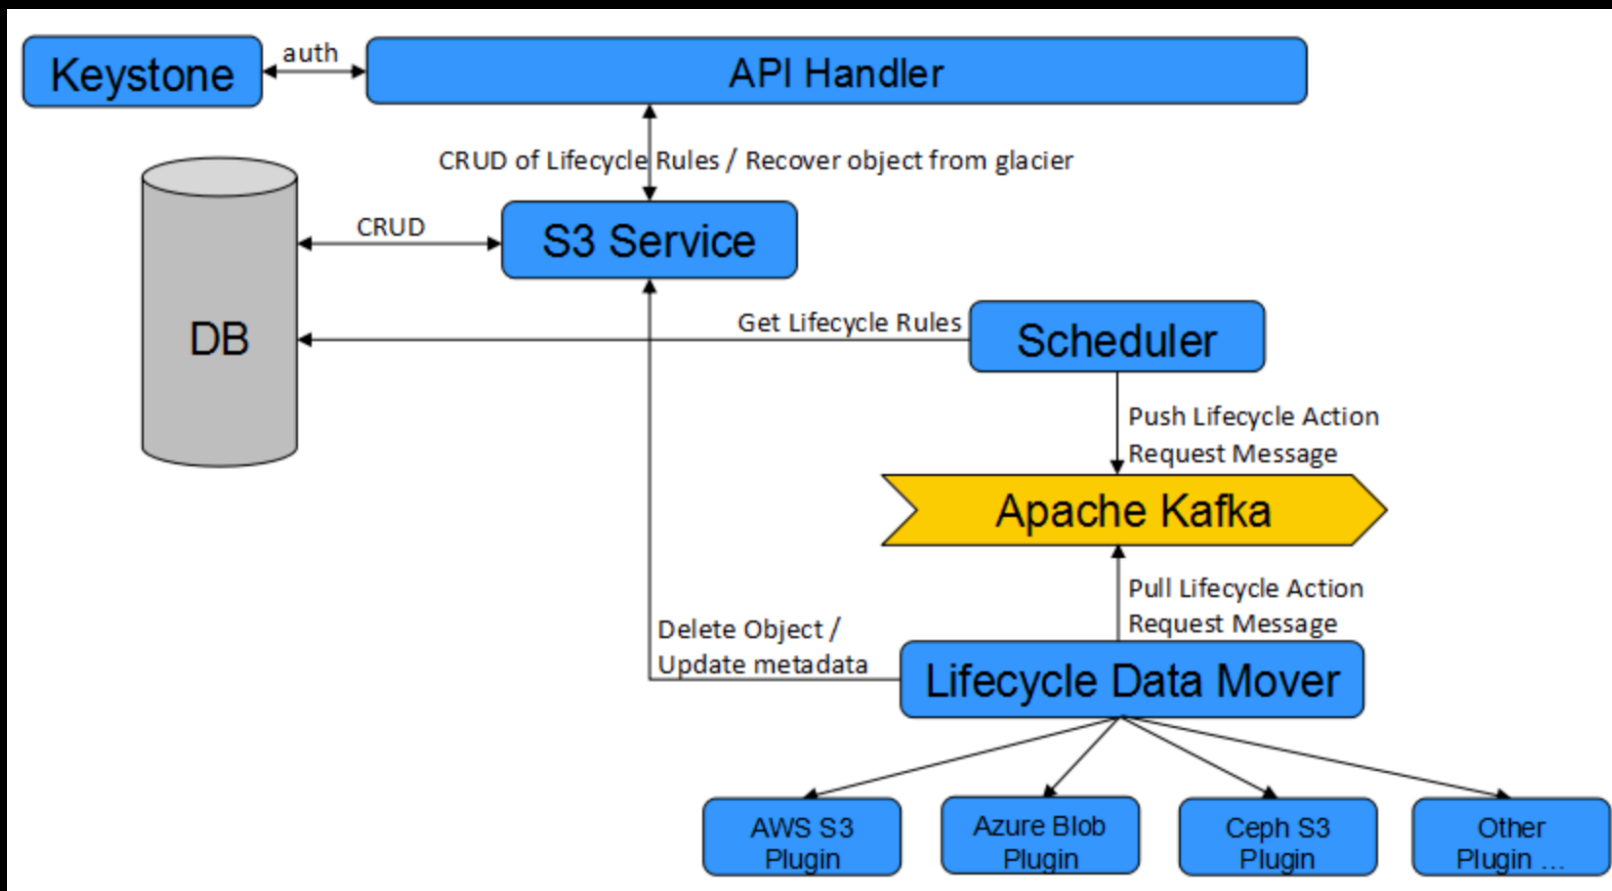 Keystone
auth
API Handler
CRUD of Lifecycle Rules / Recover object from glacier
CRUD
S3 Service
DB
Get Lifecycle Rules
Scheduler
Push Lifecycle Action
Request Message
Apache Kafka
Pull Lifecycle Action
Request Message
Delete Object /
Update metadata
Lifecycle Data Mover
AWS S3
Plugin
Azure Blob
Plugin
Ceph S3
Plugin
Other
Plugin ...